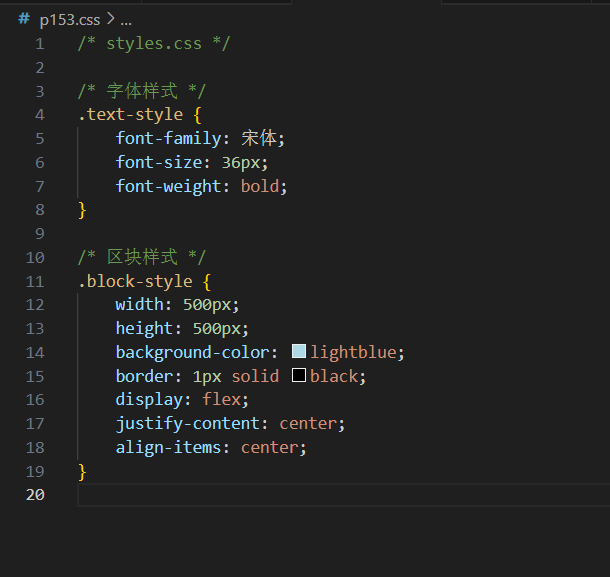 # p153.css > ...
1 /* styles.css */
2
3 /* 字体样式 */
4 .text-style {
5 font-family: 宋体;
6 font-size: 36px;
7 font-weight: bold;
8 }
9
10 /* 区块样式 */
11 .block-style {
12 width: 500px;
13 height: 500px;
14 background-color: lightblue;
15 border: 1px solid black;
16 display: flex;
17 justify-content: center;
18 align-items: center;
19 }
20